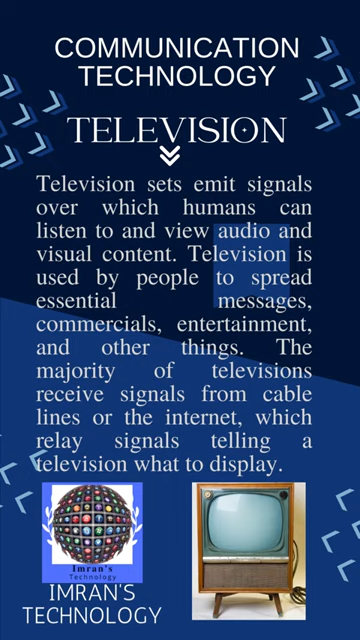 COMMUNICATION
TECHNOLOGY
TELEVISION
Television sets emit signals
over which humans can
listen to and view audio and
visual content. Television is
used by people to spread
essential messages,
commercials, entertainment,
and other things. The
majority of televisions
receive signals from cable
lines or the internet, which
relay signals telling a
television what to display.
Imran's
Technology
IMRAN'S
TECHNOLOGY